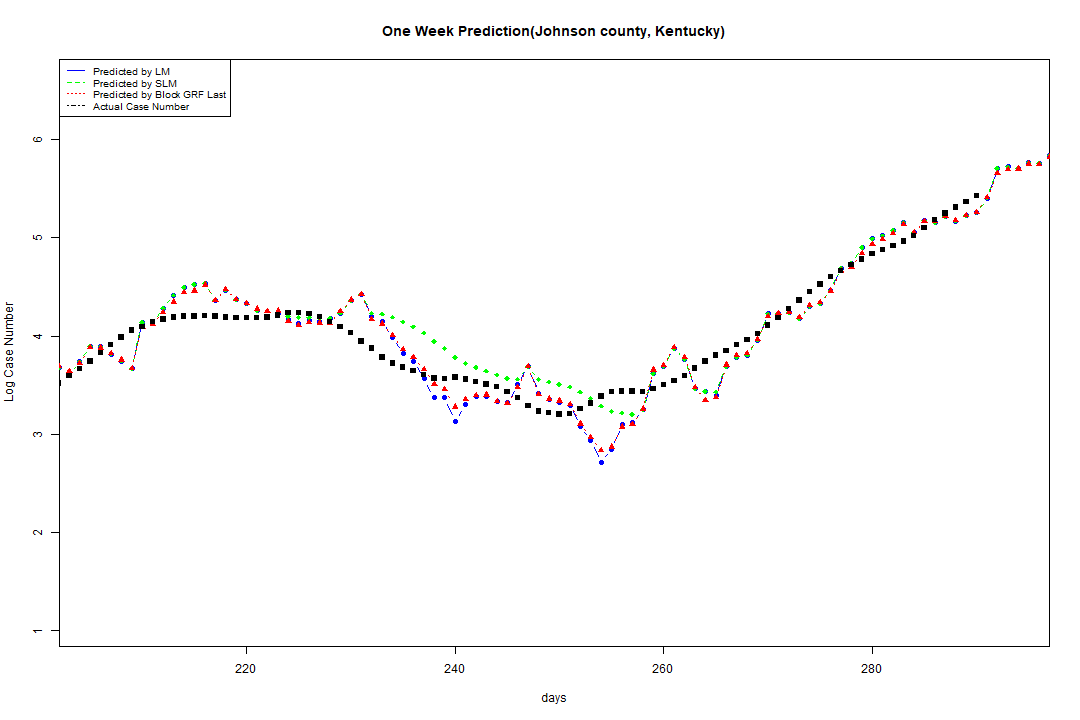 One Week Prediction(Johnson county, Kentucky)
Predicted by LM
Predicted by SLM
Predicted by Block GRF Last
Actual Case Number
6
5
4
3
2
1
Log Case Number
220 240 260 280
days